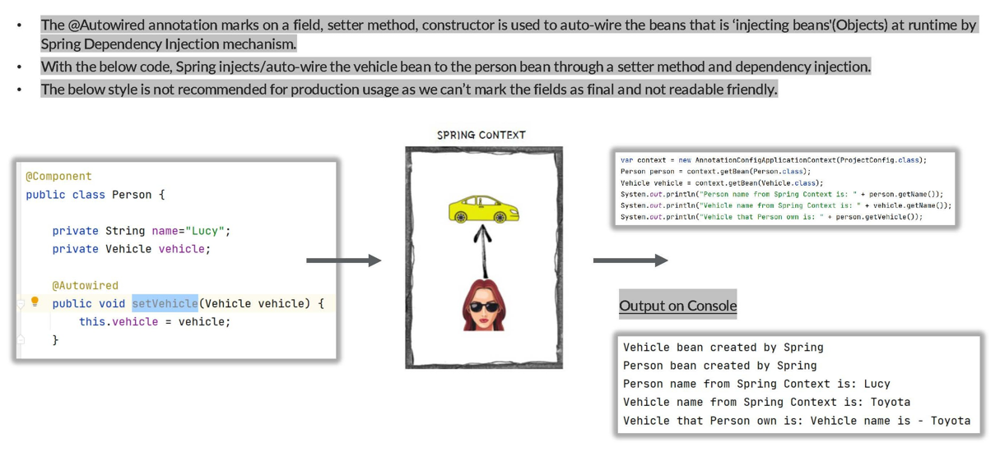 • The @Autowired annotation marks on a field, setter method, constructor is used to auto-wire the beans that is ‘injecting beans'(Objects) at runtime by
Spring Dependency Injection mechanism.
• With the below code, Spring injects/auto-wire the vehicle bean to the person bean through a setter method and dependency injection.
• The below style is not recommended for production usage as we can’t mark the fields as final and not readable friendly.
@Component
public class Person {
private String name="Lucy";
private Vehicle vehicle;
@Autowired
public void setVehicle(Vehicle vehicle) {
this.vehicle = vehicle;
}
SPRING CONTEXT
var context = new AnnotationConfigApplicationContext(ProjectConfig.class);
Person person = context.getBean(Person.class);
Vehicle vehicle = context.getBean(Vehicle.class);
System.out.println("Person name from Spring Context is: " + person.getName());
System.out.println("Vehicle name from Spring Context is: " + vehicle.getName());
System.out.println("Vehicle that Person own is: " + person.getVehicle());
Output on Console
Vehicle bean created by Spring
Person bean created by Spring
Person name from Spring Context is: Lucy
Vehicle name from Spring Context is: Toyota
Vehicle that Person own is: Vehicle name is - Toyota